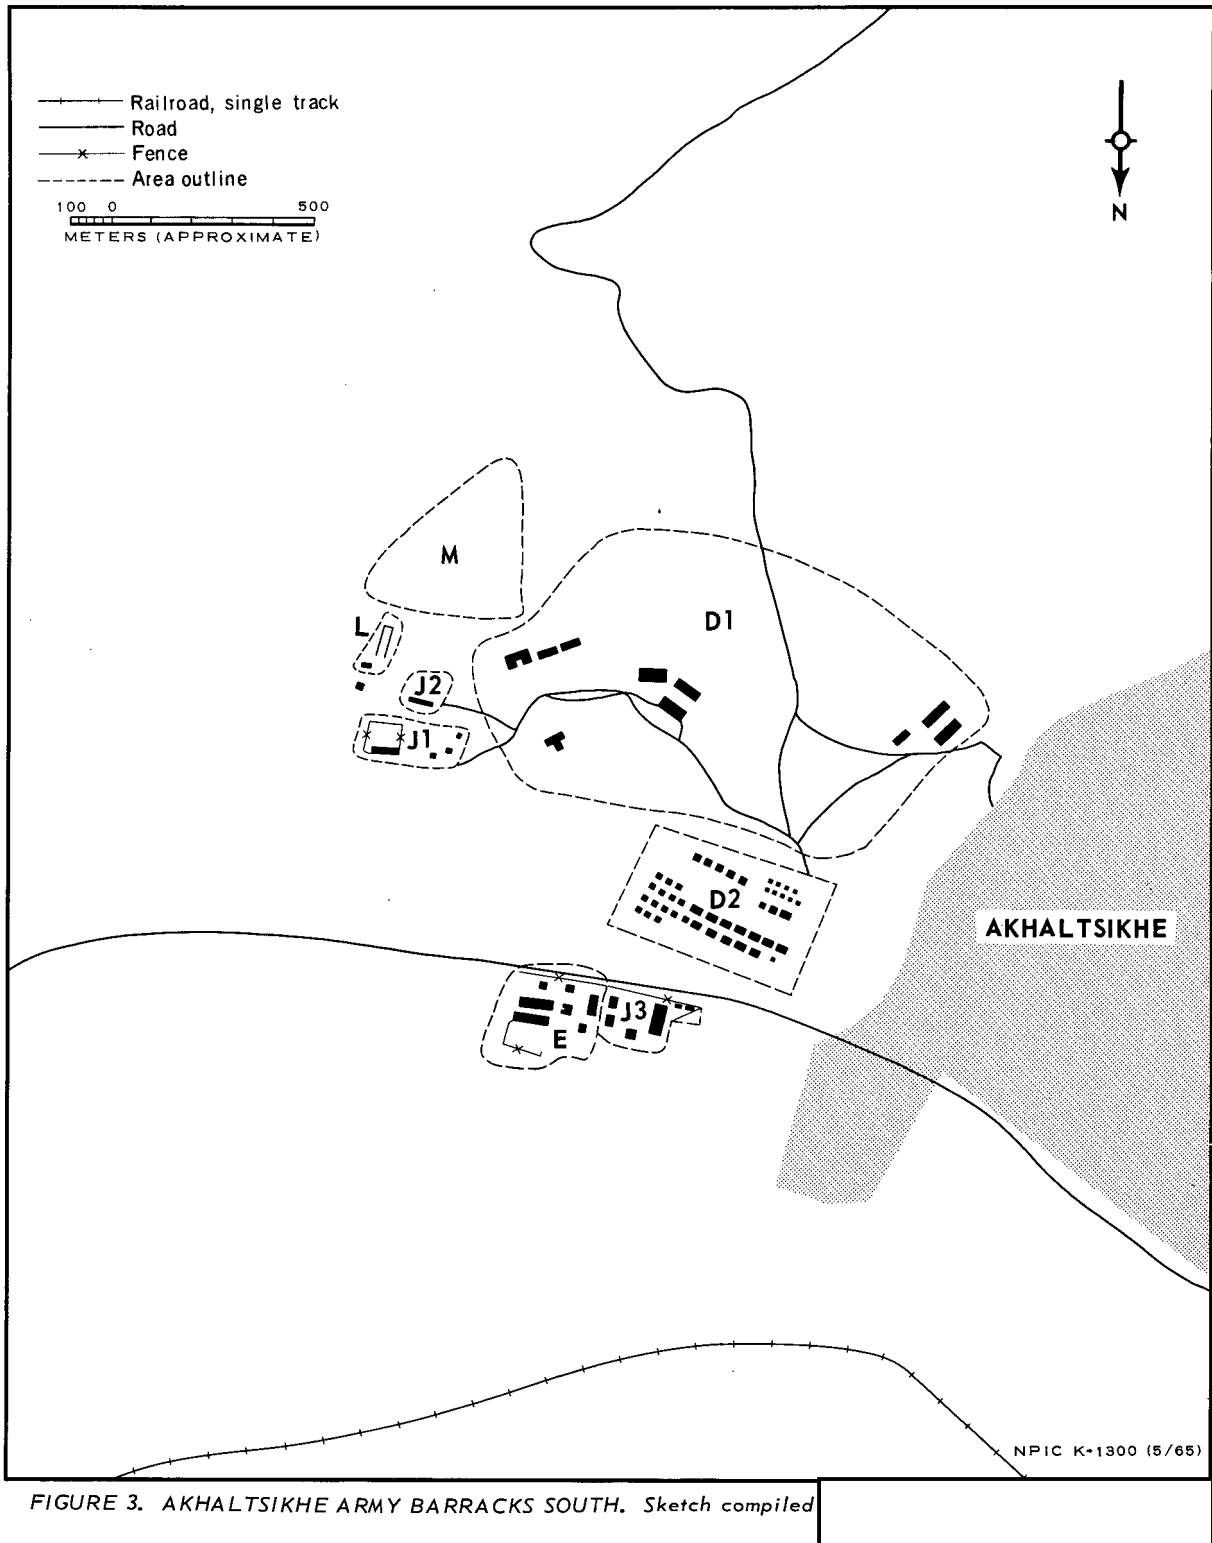 Railroad, single track
Road
Fence
Area outline
100 0 500
METERS (APPROXIMATE)
N
M
D1
L
J2
J1
D2
AKHALTSIKHE
J3
E
NPIC K-1300 (5/65)
FIGURE 3. AKHALTSIKHE ARMY BARRACKS SOUTH. Sketch compiled